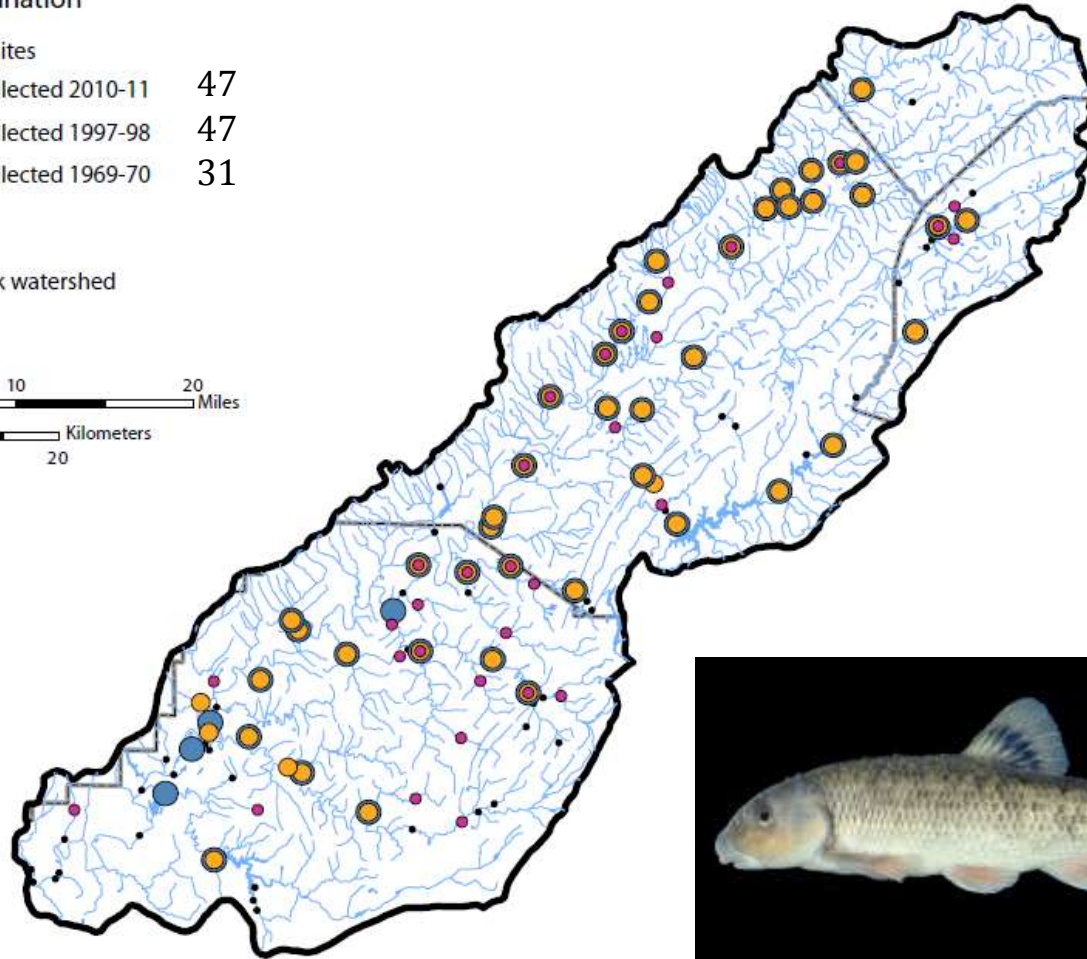 ination
ites
lected 2010-11 47
lected 1997-98 47
lected 1969-70 31
k watershed
10 20
Miles
Kilometers
20